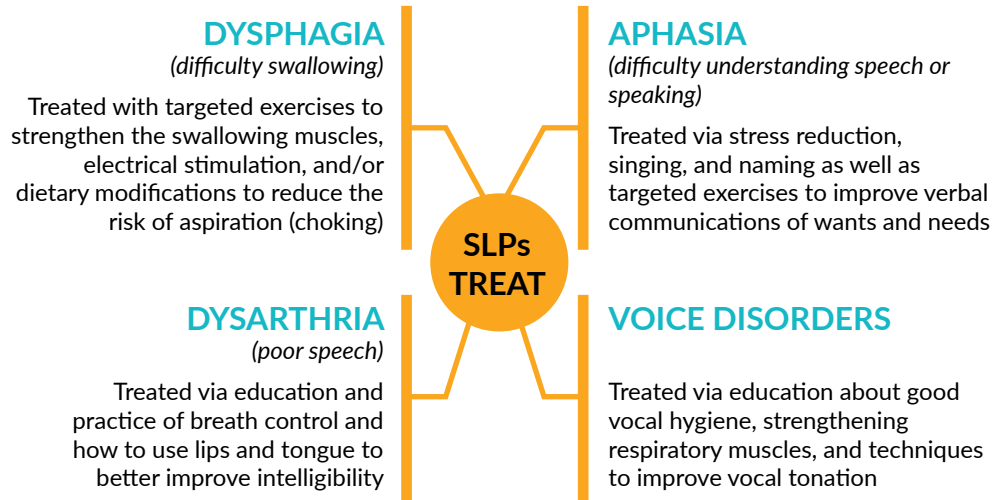 DYSPHAGIA
(difficulty swallowing)
Treated with targeted exercises to
strengthen the swallowing muscles,
electrical stimulation, and/or
dietary modifications to reduce the
risk of aspiration (choking)
APHASIA
(difficulty understanding speech or
speaking)
Treated via stress reduction,
singing, and naming as well as
targeted exercises to improve verbal
communications of wants and needs
SLPs
TREAT
DYSARTHRIA
(poor speech)
Treated via education and
practice of breath control and
how to use lips and tongue to
better improve intelligibility
VOICE DISORDERS
Treated via education about good
vocal hygiene, strengthening
respiratory muscles, and techniques
to improve vocal tonation